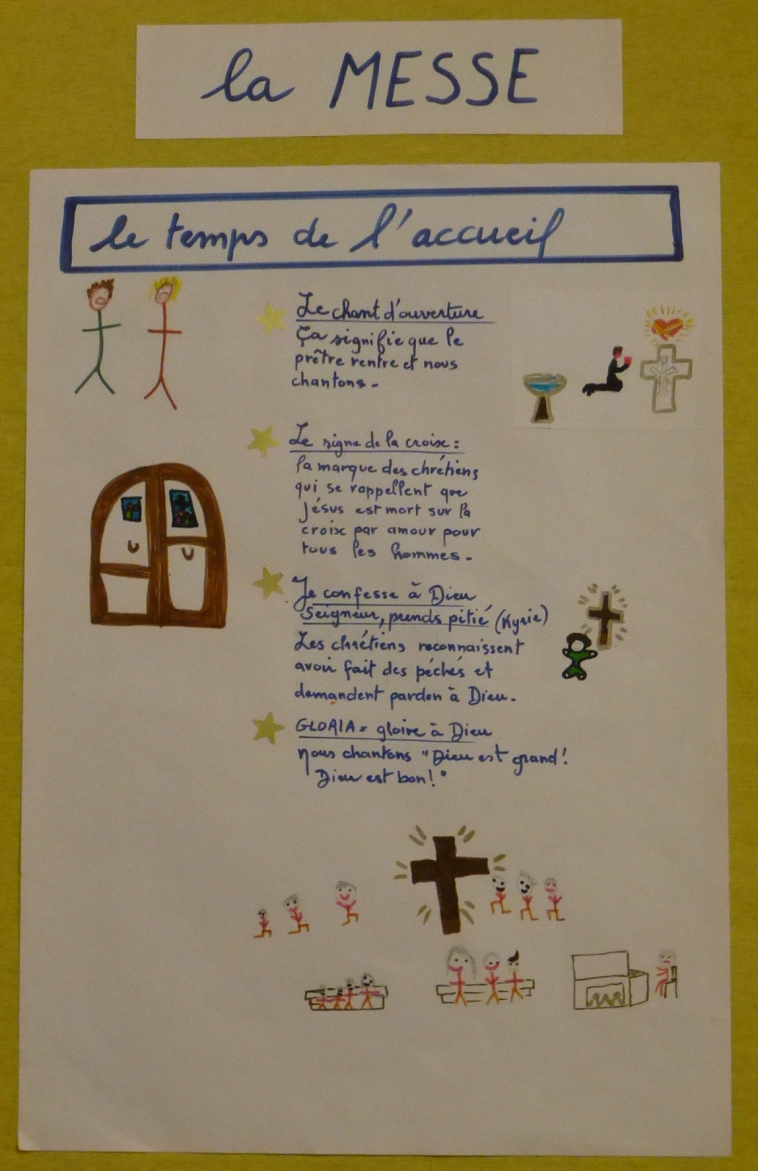 la MESSE
le temps de l'accueil
Le chant d'ouverture
Ça signifie que le
prêtre rentre et nous
chantons.
Le signe de la croix :
la marque des chrétiens
qui se rappellent que
Jésus est mort sur la
croix par amour pour
tous les hommes.
Je confesse à Dieu
Seigneur, prends pitié (Kyrie)
Les chrétiens reconnaissent
avoir fait des péchés et
demandent pardon à Dieu.
GLORIA = gloire à Dieu
nous chantons "Dieu est grand!
Dieu est bon!"